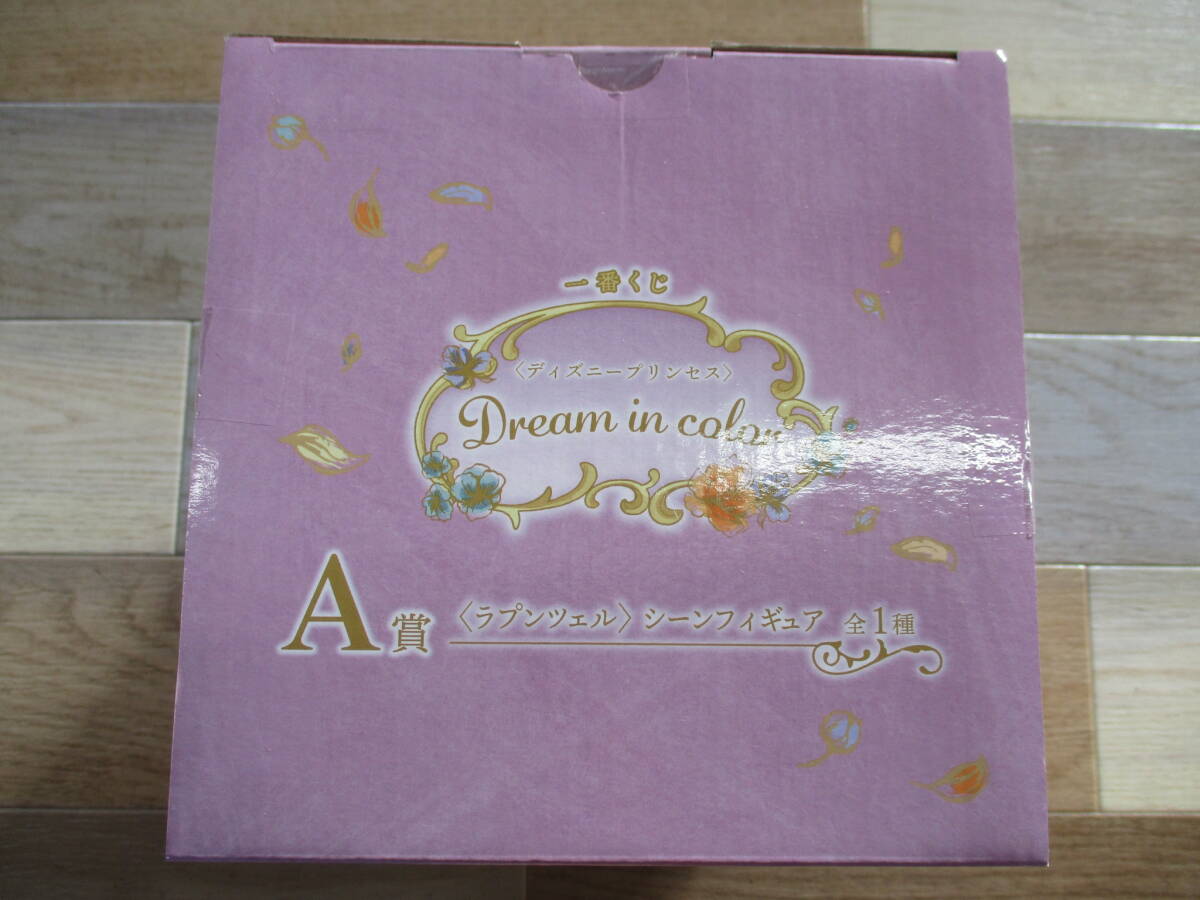 一番くじ
〈ディズニープリンセス〉
Dream in color
A賞 〈ラプンツェル〉シーンフィギュア 全1種